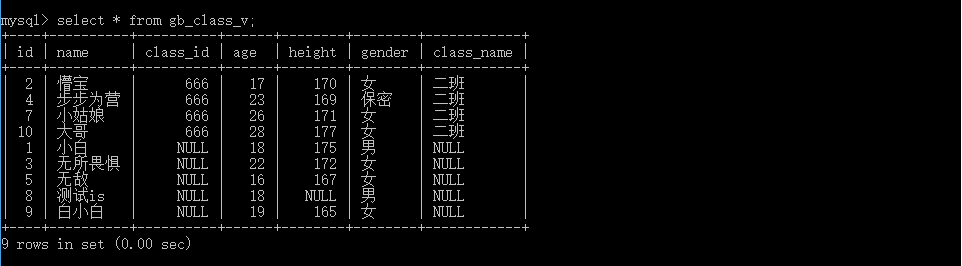 mysql> select * from gb_class_v;
+----+----------+----------+------+--------+--------+------------+
| id | name     | class_id | age  | height | gender | class_name |
+----+----------+----------+------+--------+--------+------------+
|  2 | 懵宝     |      666 |   17 |    170 | 女     | 二班       |
|  4 | 步步为营 |      666 |   23 |    169 | 保密   | 二班       |
|  7 | 小姑娘   |      666 |   26 |    171 | 女     | 二班       |
| 10 | 大哥     |      666 |   28 |    177 | 女     | 二班       |
|  1 | 小白     |     NULL |   18 |    175 | 男     | NULL       |
|  3 | 无所畏惧 |     NULL |   22 |    172 | 女     | NULL       |
|  5 | 无敌     |     NULL |   16 |    167 | 女     | NULL       |
|  8 | 测试is   |     NULL |   18 |   NULL | 男     | NULL       |
|  9 | 白小白   |     NULL |   19 |    165 | 女     | NULL       |
+----+----------+----------+------+--------+--------+------------+
9 rows in set (0.00 sec)